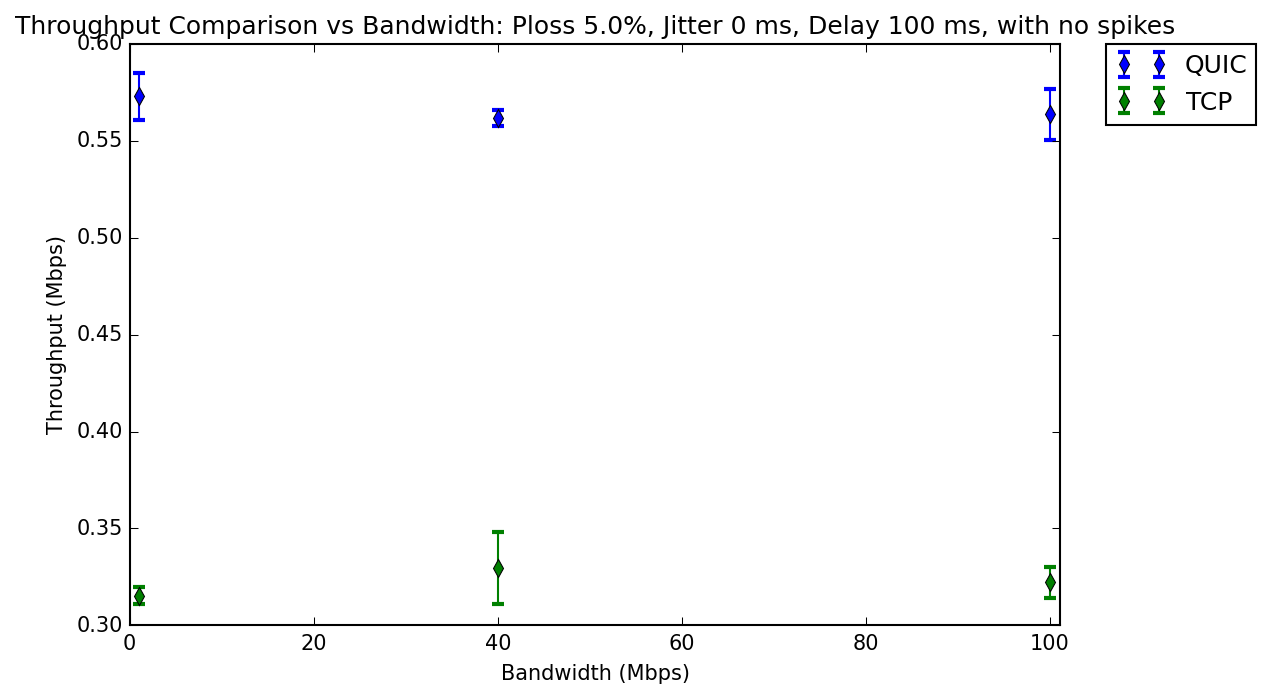 Throughput Comparison vs Bandwidth: Ploss 5.0%, Jitter 0 ms, Delay 100 ms, with no spikes
0.60
0.55
0.50
0.45
0.40
0.35
0.30
Throughput (Mbps)
0
20
40
60
80
100
Bandwidth (Mbps)
QUIC
TCP